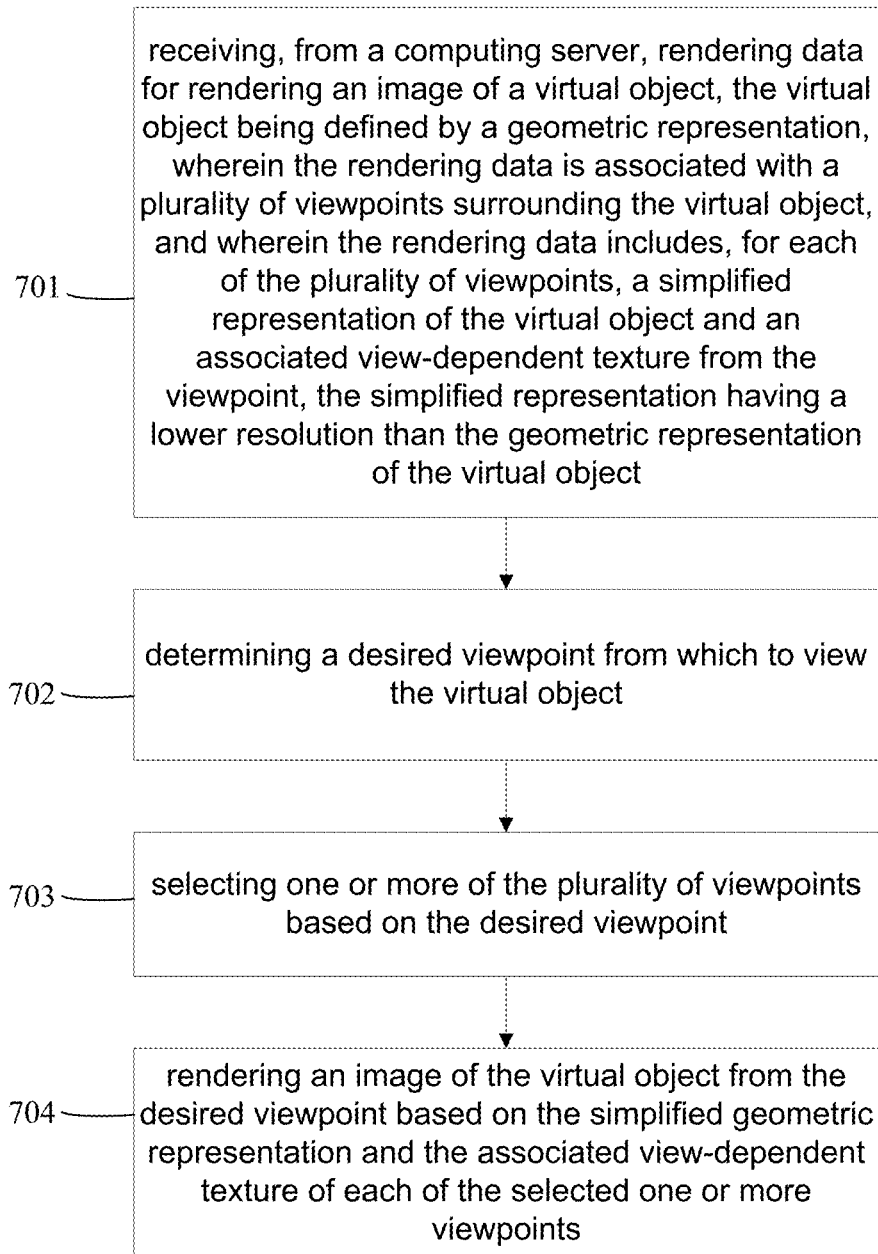 receiving, from a computing server, rendering data
for rendering an image of a virtual object, the virtual
object being defined by a geometric representation,
wherein the rendering data is associated with a
plurality of viewpoints surrounding the virtual object,
and wherein the rendering data includes, for each
of the plurality of viewpoints, a simplified
representation of the virtual object and an
associated view-dependent texture from the
viewpoint, the simplified representation having a
lower resolution than the geometric representation
of the virtual object
701
determining a desired viewpoint from which to view
the virtual object
702
selecting one or more of the plurality of viewpoints
based on the desired viewpoint
703
rendering an image of the virtual object from the
desired viewpoint based on the simplified geometric
representation and the associated view-dependent
texture of each of the selected one or more
viewpoints
704